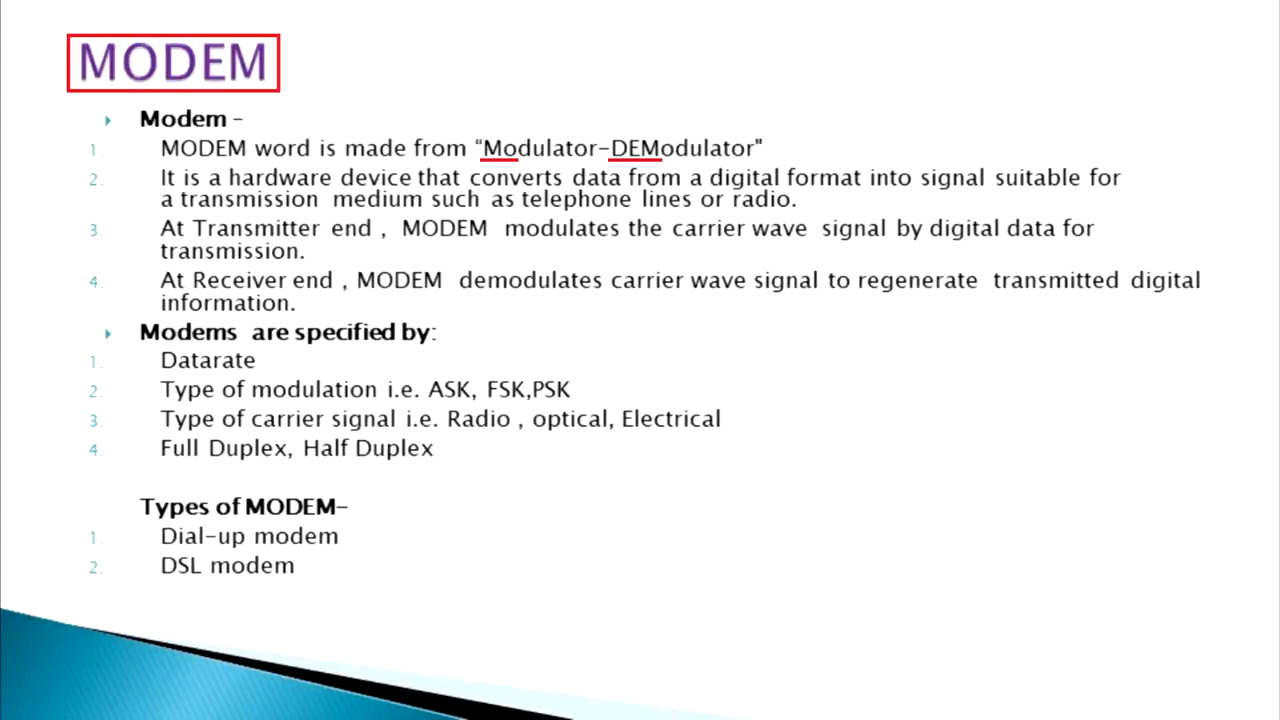 MODEM
Modem -
1. MODEM word is made from “Modulator-DEModulator"
2. It is a hardware device that converts data from a digital format into signal suitable for
a transmission medium such as telephone lines or radio.
3. At Transmitter end , MODEM modulates the carrier wave signal by digital data for
transmission.
4. At Receiver end , MODEM demodulates carrier wave signal to regenerate transmitted digital
information.
Modems are specified by:
1. Datarate
2. Type of modulation i.e. ASK, FSK,PSK
3. Type of carrier signal i.e. Radio , optical, Electrical
4. Full Duplex, Half Duplex
Types of MODEM-
1. Dial-up modem
2. DSL modem